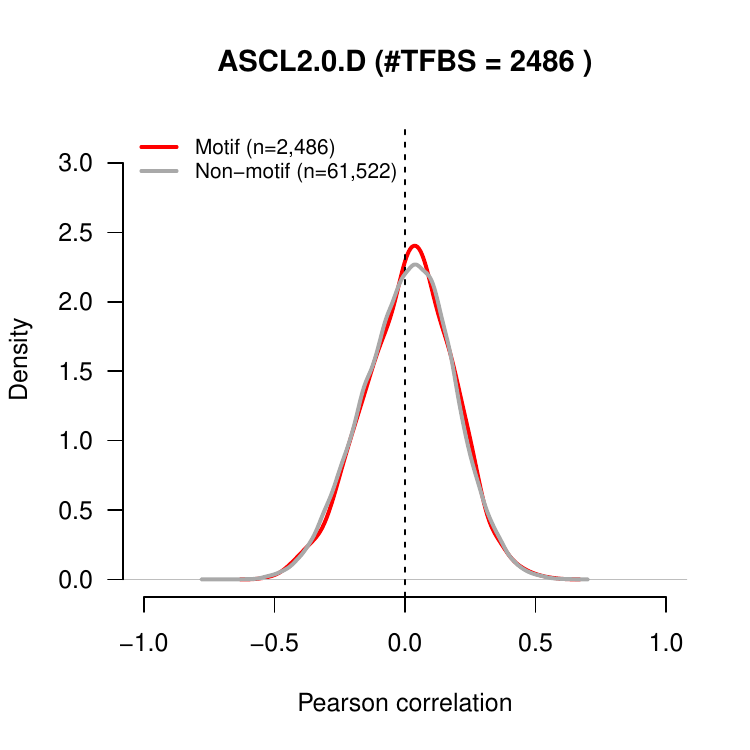 ASCL2.0.D (#TFBS = 2486 )
Motif (n=2,486)
Non−motif (n=61,522)
3.0
2.5
2.0
1.5
1.0
0.5
0.0
Density
−1.0 −0.5 0.0 0.5 1.0
Pearson correlation